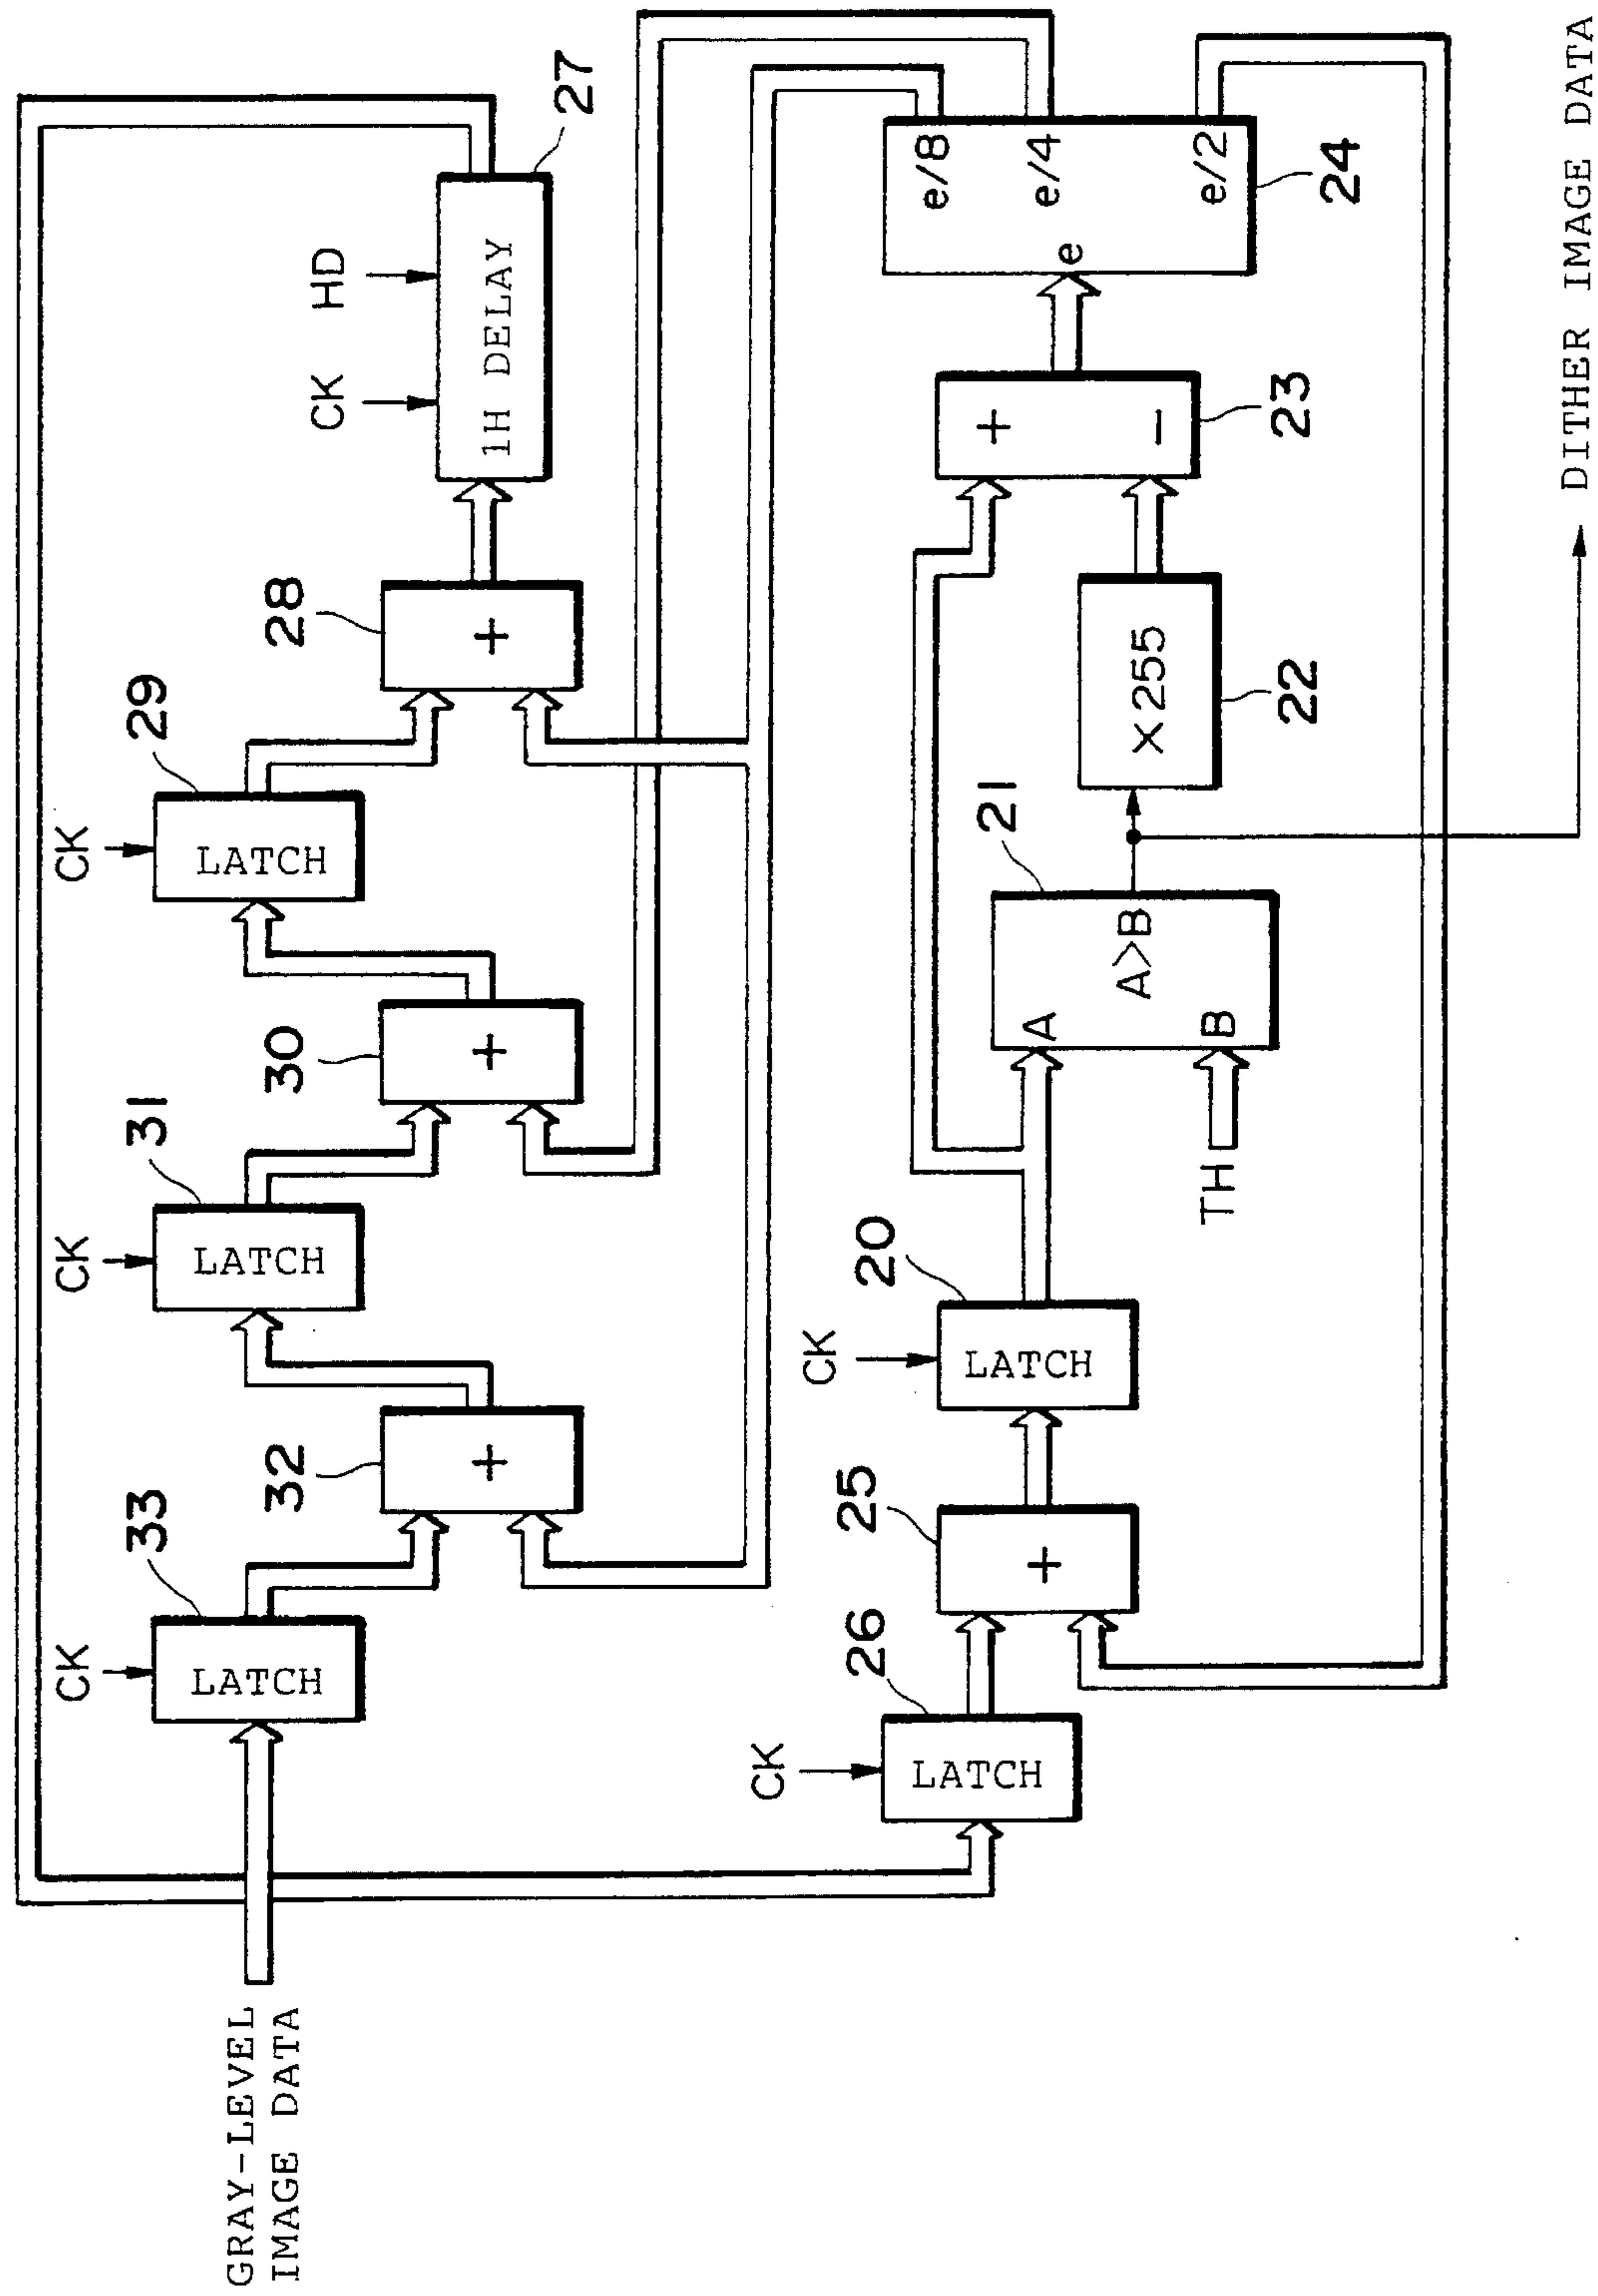 GRAY-LEVEL
IMAGE DATA
CK
LATCH
33
32
+
CK
LATCH
31
30
+
CK
LATCH
29
28
+
CK
HD
1H DELAY
27
CK
LATCH
26
25
+
CK
LATCH
20
TH
A
B
A>B
21
X255
22
+
−
23
e
e/8
e/4
e/2
24
DITHER IMAGE DATA